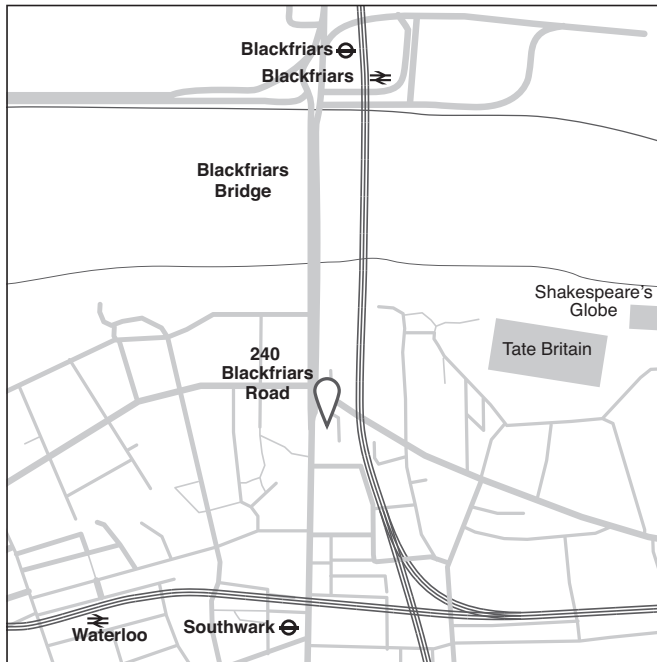 Blackfriars
Blackfriars
Blackfriars
Bridge
Shakespeare's
Globe
Tate Britain
240
Blackfriars
Road
Waterloo
Southwark